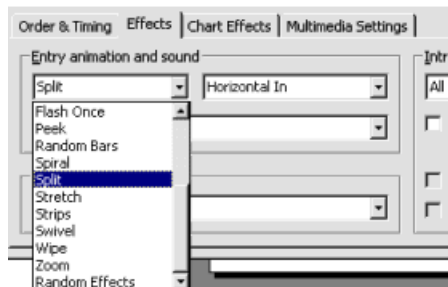 Order & Timing Effects Chart Effects Multimedia Settings
Entry animation and sound
Split Horizontal In All
Flash Once
Peek
Random Bars
Spiral
Split
Stretch
Strips
Swivel
Wipe
Zoom
Random Effects